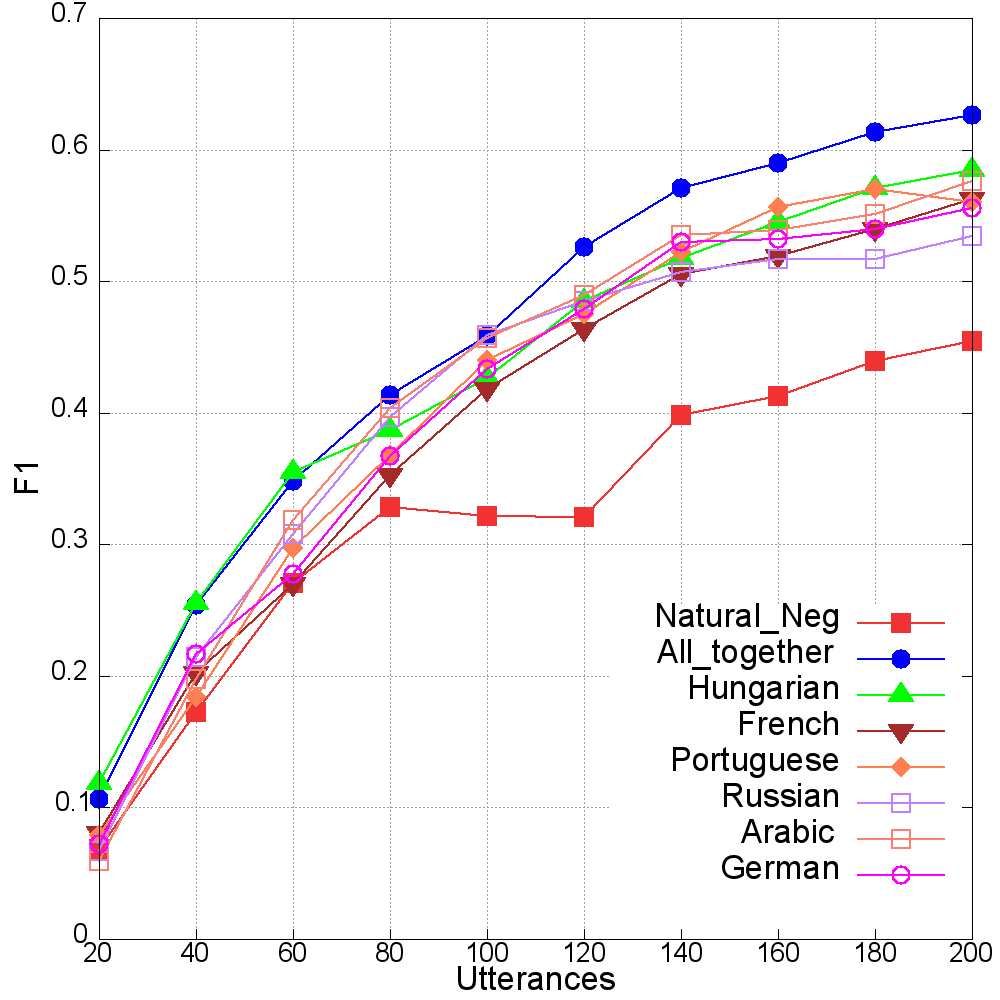 0.7
0.6
0.5
0.4
0.3
0.2
0.1
0
F1
20 40 60 80 100 120 140 160 180 200
Utterances
Natural_Neg
All_together
Hungarian
French
Portuguese
Russian
Arabic
German